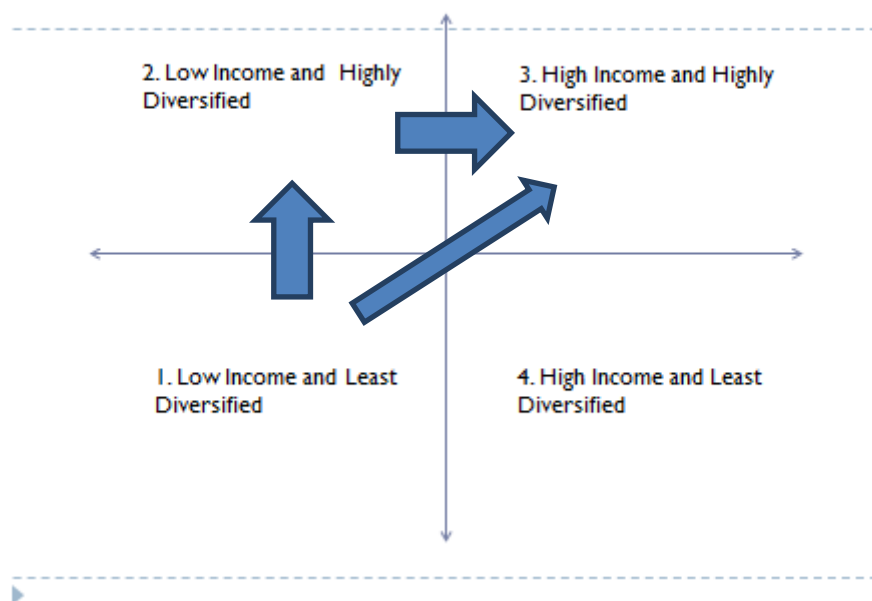 2. Low Income and Highly
Diversified
3. High Income and Highly
Diversified
1. Low Income and Least
Diversified
4. High Income and Least
Diversified